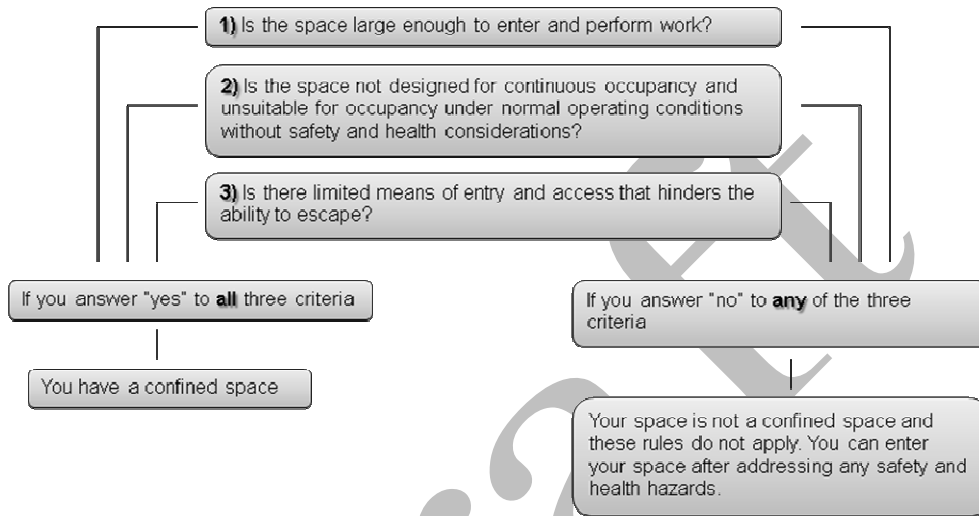 1) Is the space large enough to enter and perform work?
2) Is the space not designed for continuous occupancy and
unsuitable for occupancy under normal operating conditions
without safety and health considerations?
3) Is there limited means of entry and access that hinders the
ability to escape?
If you answer "yes" to all three criteria
You have a confined space
If you answer "no" to any of the three
criteria
Your space is not a confined space and
these rules do not apply. You can enter
your space after addressing any safety and
health hazards.